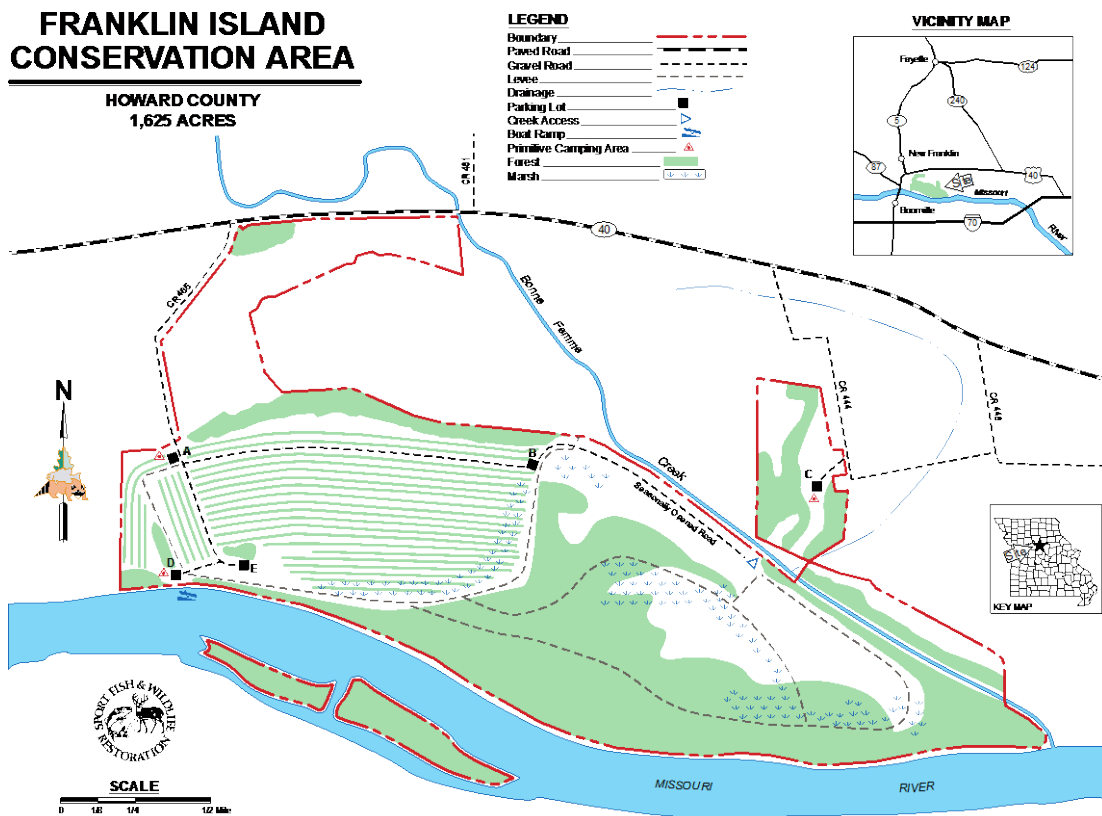 FRANKLIN ISLAND
CONSERVATION AREA
HOWARD COUNTY
1,625 ACRES
LEGEND
Boundary
Paved Road
Gravel Road
Levee
Drainage
Parking Lot
Creek Access
Boat Ramp
Primitive Camping Area
Forest
Marsh
VICINITY MAP
Fayette
124
240
5
New Franklin
87
40
Site
Missouri
Boonville
70
River
CR 461
40
CR 465
Bonne
Femme
Creek
CR 444
CR 448
N
A
B
C
Seasonally Opened Road
D
E
Site
KEY MAP
SPORT FISH & WILDLIFE
RESTORATION
SCALE
0 1/8 1/4 1/2 Mile
MISSOURI RIVER